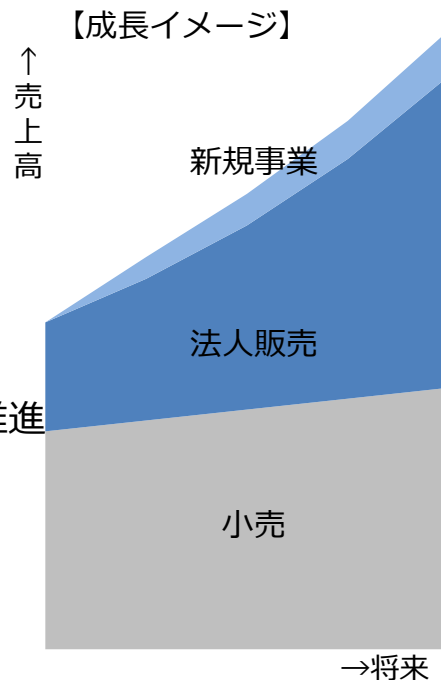 【成長イメージ】
↑売上高
新規事業
法人販売
推進
小売
→将来